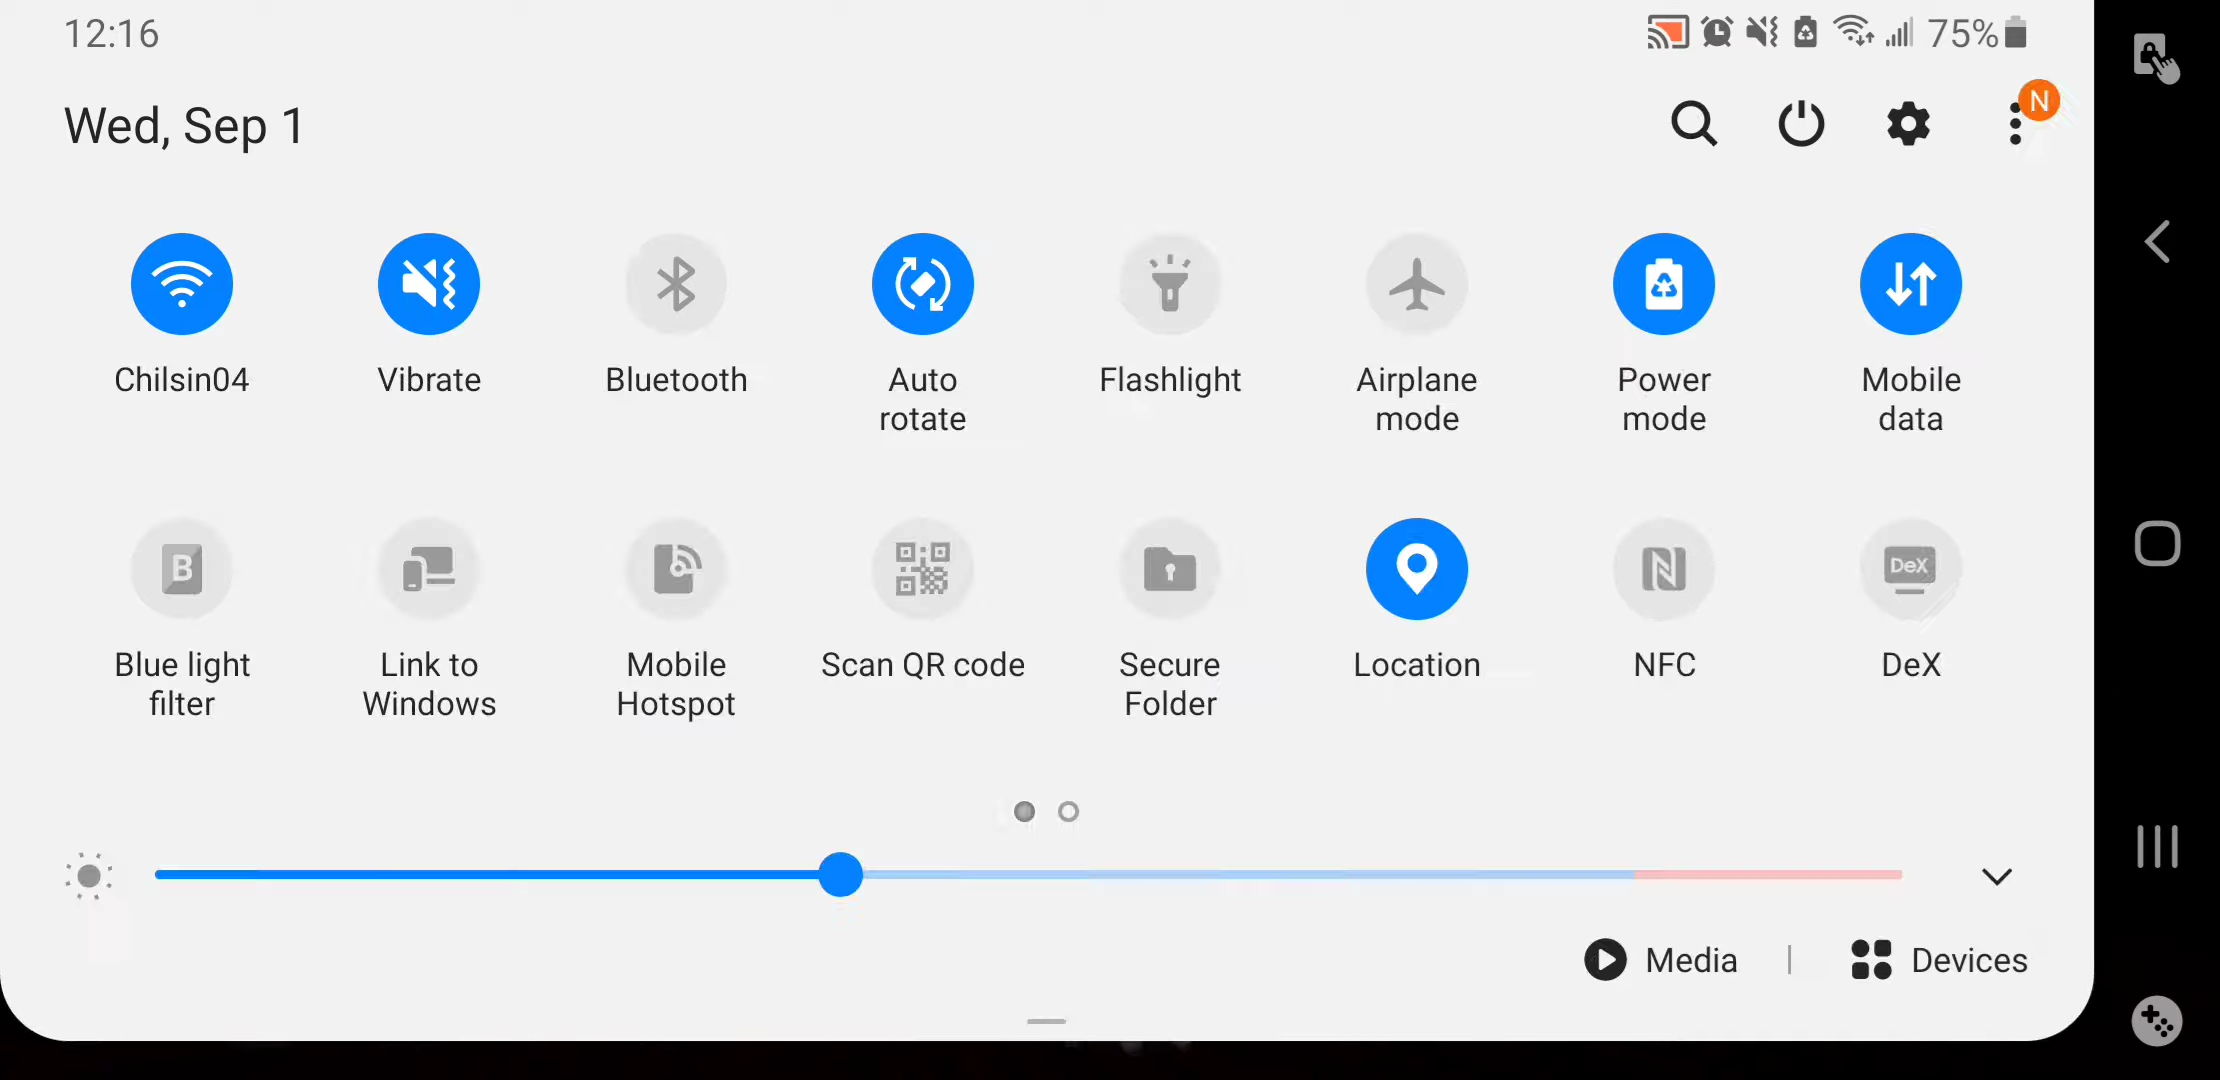 12:16
75%
Wed, Sep 1
N
Chilsin04
Vibrate
Bluetooth
Auto
rotate
Flashlight
Airplane
mode
Power
mode
Mobile
data
B
DeX
Blue light
filter
Link to
Windows
Mobile
Hotspot
Scan QR code
Secure
Folder
Location
NFC
DeX
Media
Devices